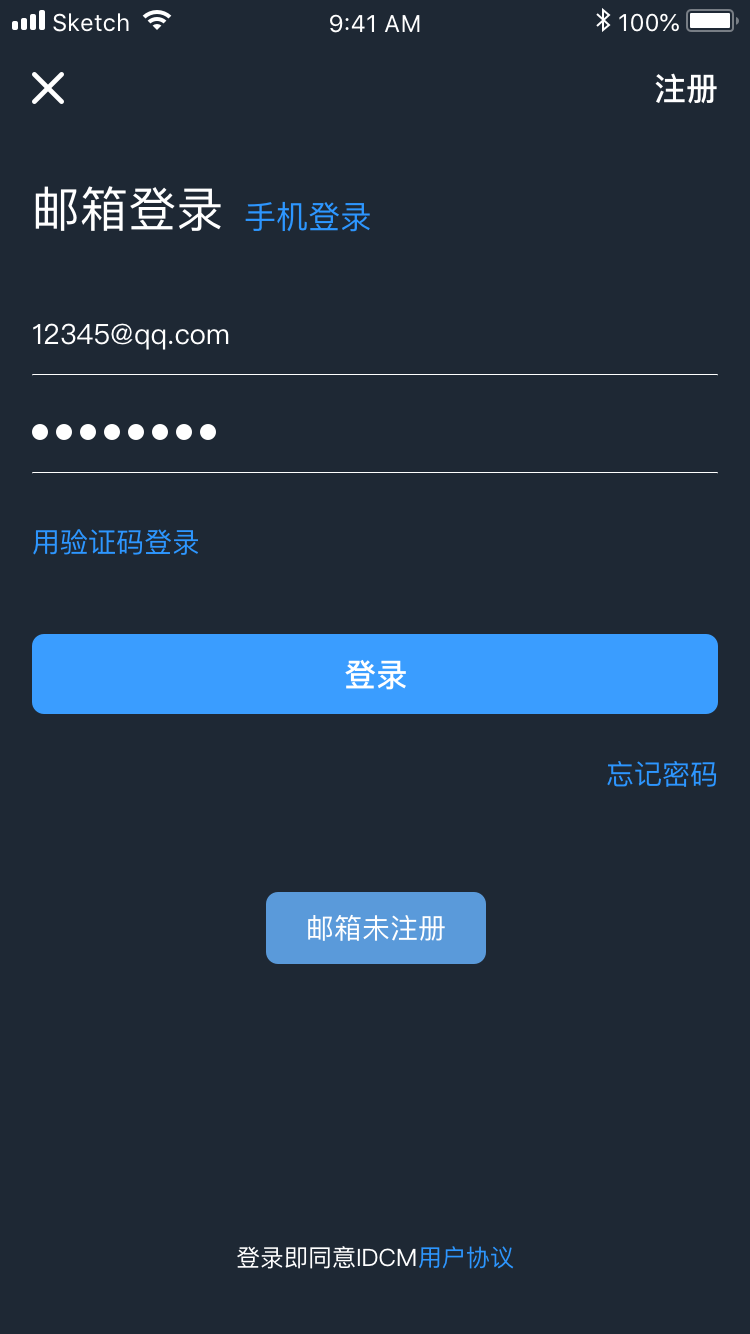 Sketch 9:41 AM 100%
注册
邮箱登录 手机登录
12345@qq.com
用验证码登录
登录
忘记密码
邮箱未注册
登录即同意IDCM用户协议